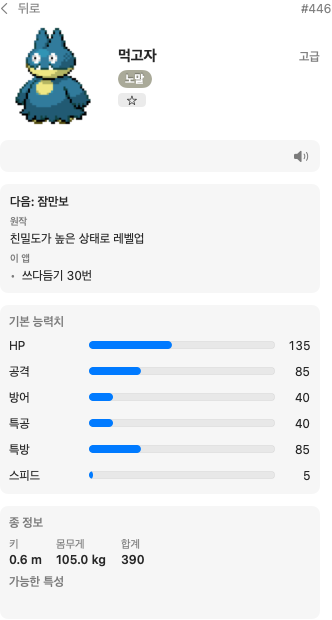 뒤로
#446
먹고자
고급
노말
☆
다음: 잠만보
원작
친밀도가 높은 상태로 레벨업
이 앱
• 쓰다듬기 30번
기본 능력치
HP 135
공격 85
방어 40
특공 40
특방 85
스피드 5
종 정보
키 몸무게 합계
0.6 m 105.0 kg 390
가능한 특성